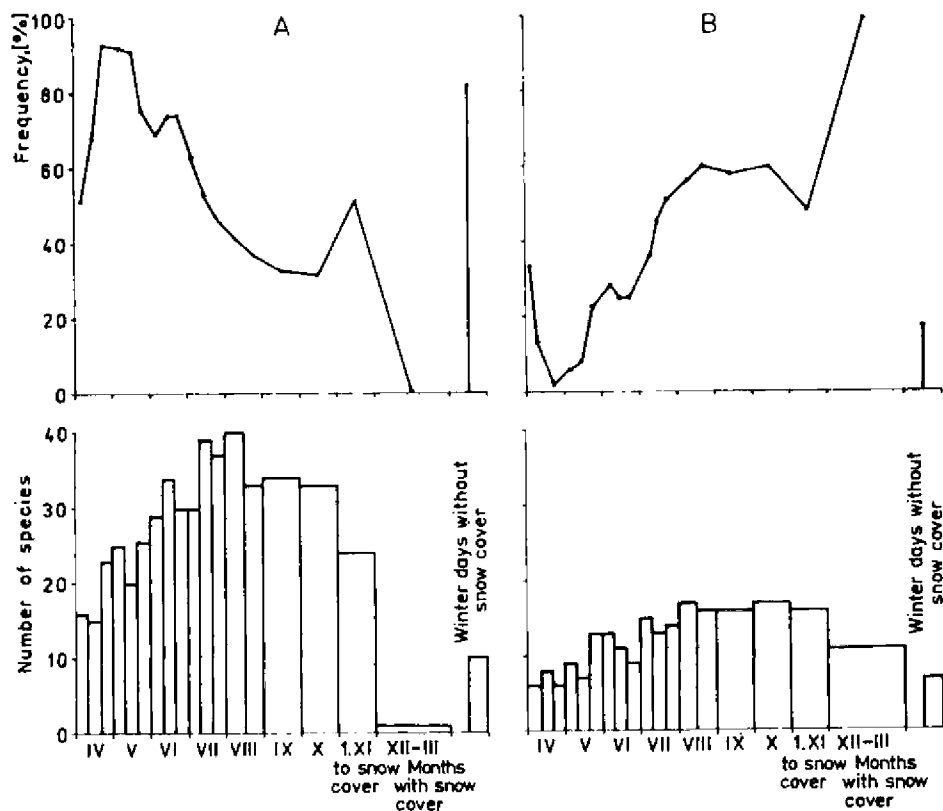 A
B
Frequency,[%]
100
80
60
40
20
0
Number of species
40
30
20
10
0
Winter days without
snow cover
Winter days without
snow cover
IV V VI VII VIII IX X 1.XI XII-III
to snow Months
cover with snow
cover
IV V VI VII VIII IX X 1.XI XII-III
to snow Months
cover with snow
cover